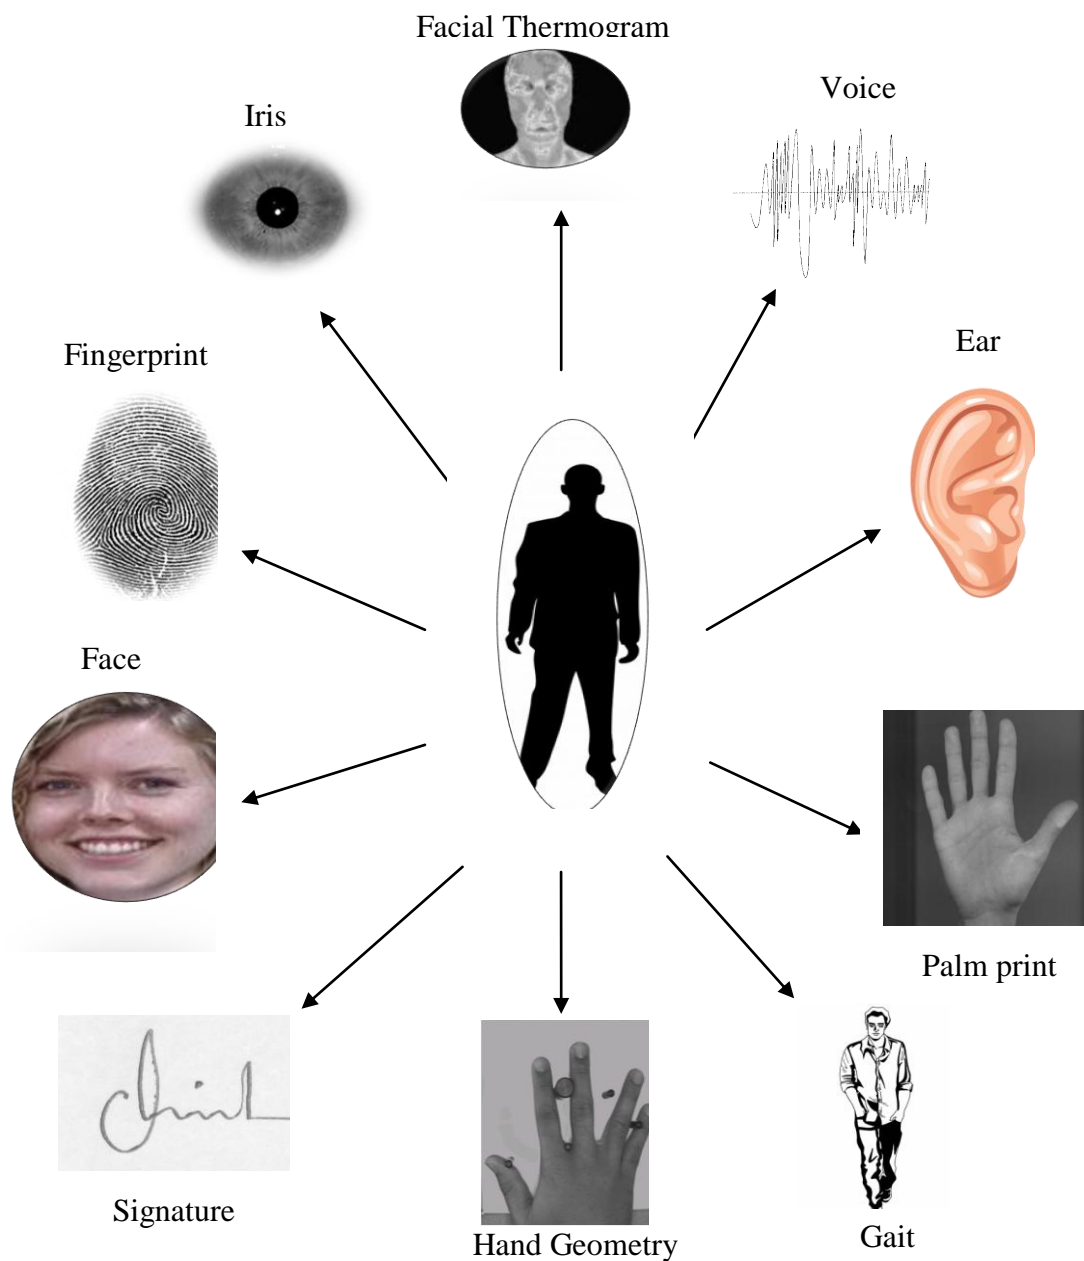 Facial Thermogram
Voice
Iris
Ear
Fingerprint
Face
Palm print
Signature
Gait
Hand Geometry